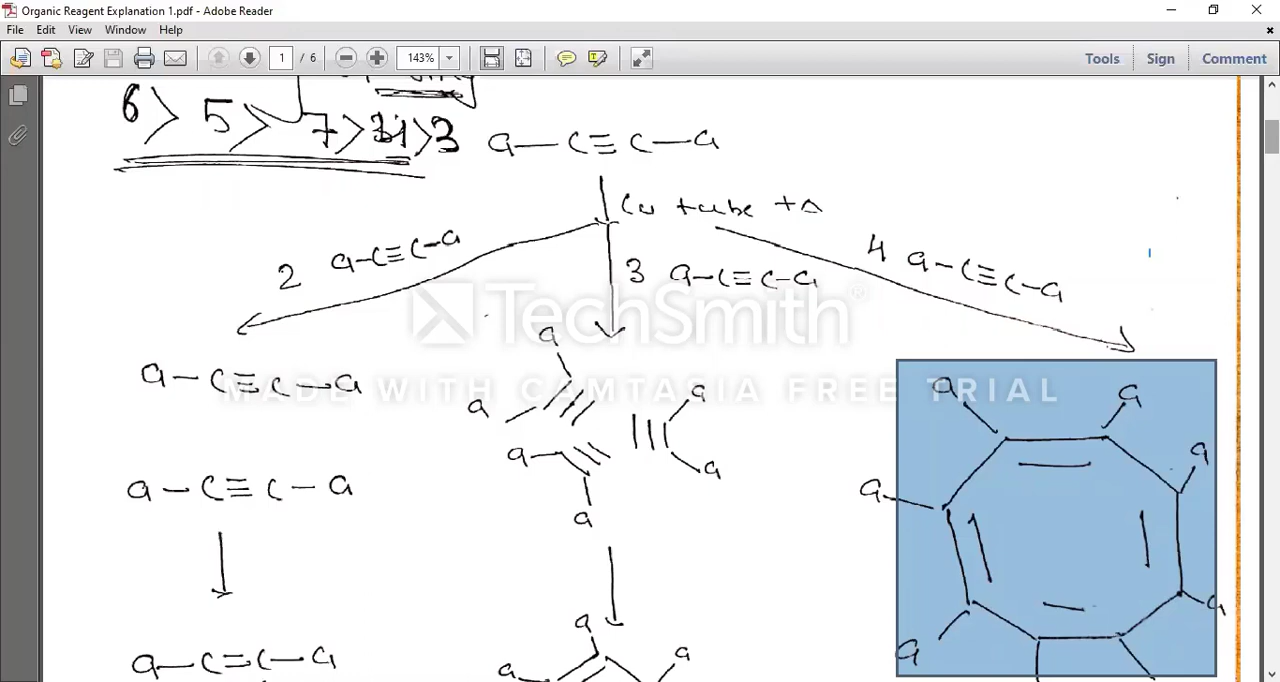 Organic Reagent Explanation 1.pdf - Adobe Reader
File Edit View Window Help
1 / 6 143% Tools Sign Comment
6 > 5 > 7 > > 3
a—C≡C—a
Cu tube + Δ
2 a-C≡C-a
3 a-C≡C-a
4 a-C≡C-a
TechSmith®
MADE WITH CAMTASIA FREE TRIAL
a-C≡C-a
a a
a a
a a
a-C≡C-a
a a
a a
a a
a
a-C≡C-a
a
a a